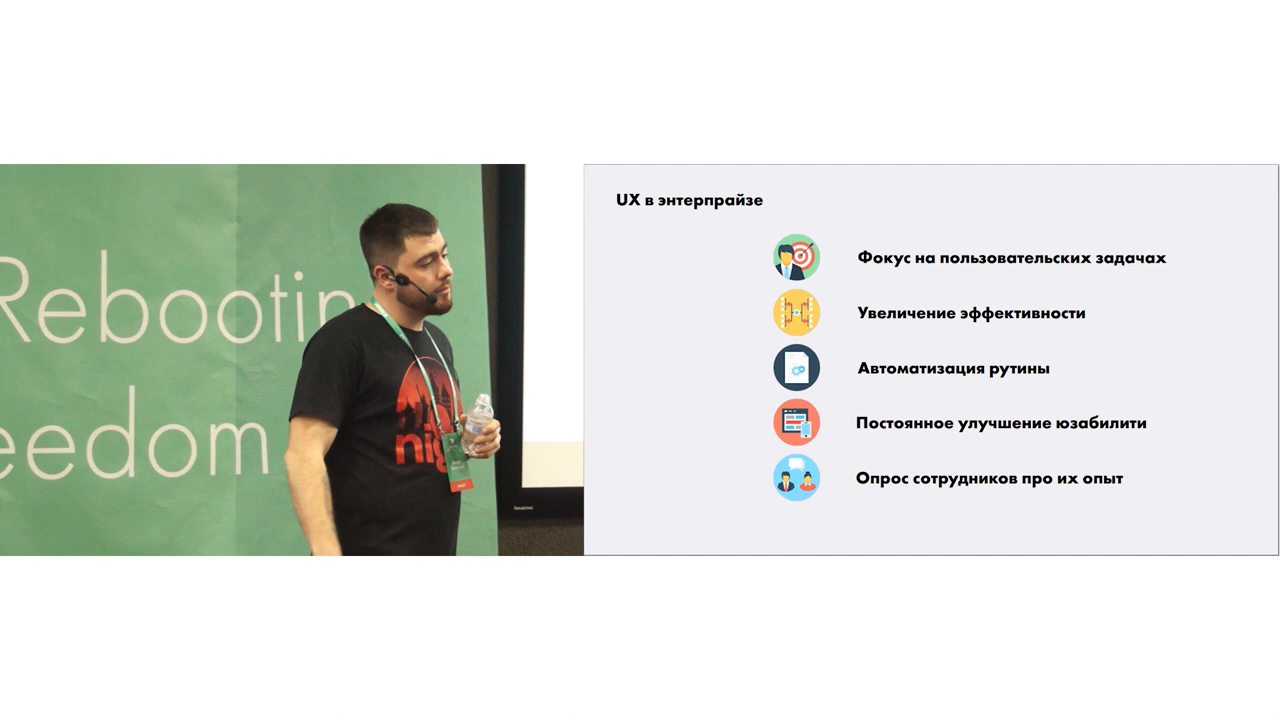 Rebootin
eedom
nig
UX в энтерпрайзе
Фокус на пользовательских задачах
Увеличение эффективности
Автоматизация рутины
Постоянное улучшение юзабилити
Опрос сотрудников про их опыт